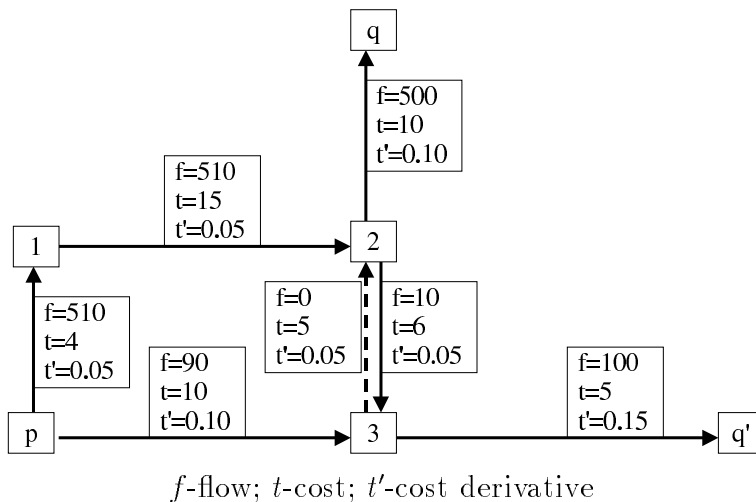 q
f=500
t=10
t'=0.10
f=510
t=15
t'=0.05
1
2
f=510
t=4
t'=0.05
f=0
t=5
t'=0.05
f=10
t=6
t'=0.05
f=90
t=10
t'=0.10
f=100
t=5
t'=0.15
p
3
q'
f-flow; t-cost; t′-cost derivative